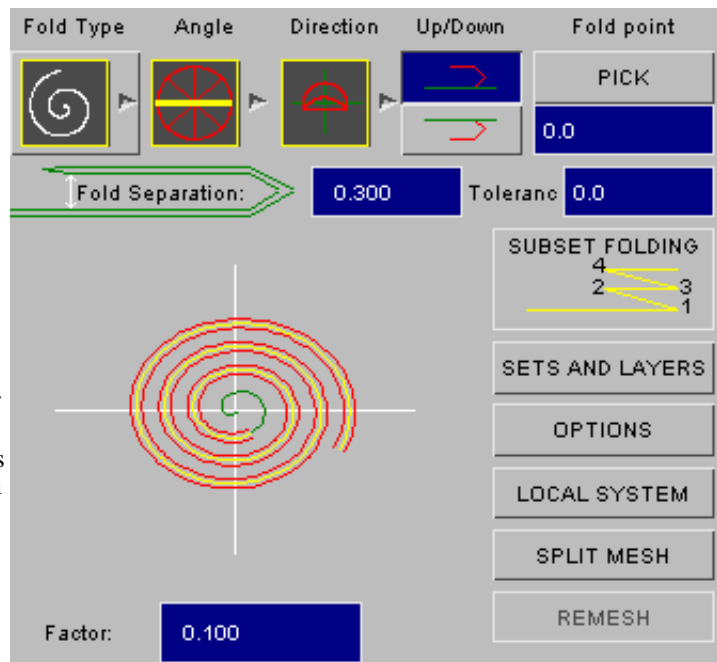 Fold Type Angle Direction Up/Down Fold point
PICK
0.0
Fold Separation: 0.300 Toleranc 0.0
SUBSET FOLDING
4
2 3
1
SETS AND LAYERS
OPTIONS
LOCAL SYSTEM
SPLIT MESH
Factor: 0.100 REMESH